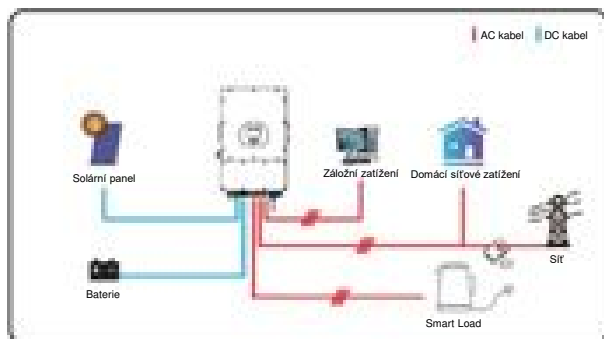 AC kabel DC kabel
Solární panel
Záložní zatížení
Domácí síťové zatížení
Síť
Baterie
Smart Load